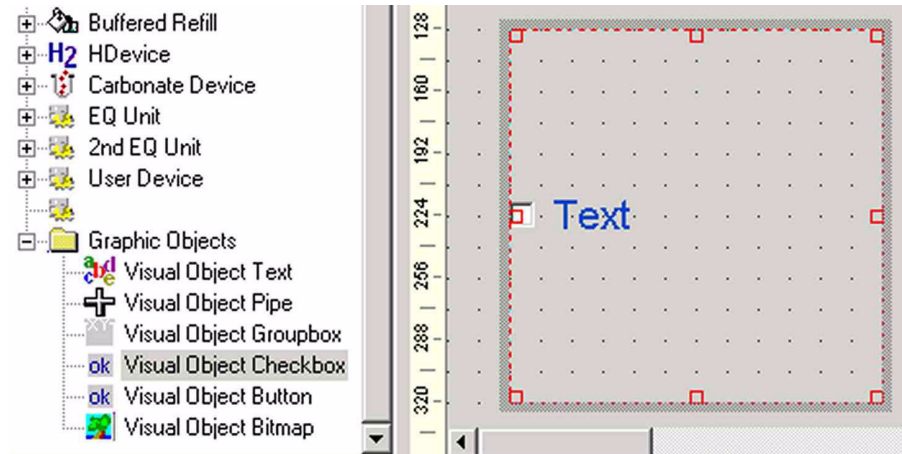 Buffered Refill
H2 HDevice
Carbonate Device
EQ Unit
2nd EQ Unit
User Device
Graphic Objects
abcde Visual Object Text
Visual Object Pipe
XY Visual Object Groupbox
ok Visual Object Checkbox
ok Visual Object Button
Visual Object Bitmap
128
160
192
224
256
288
320
Text